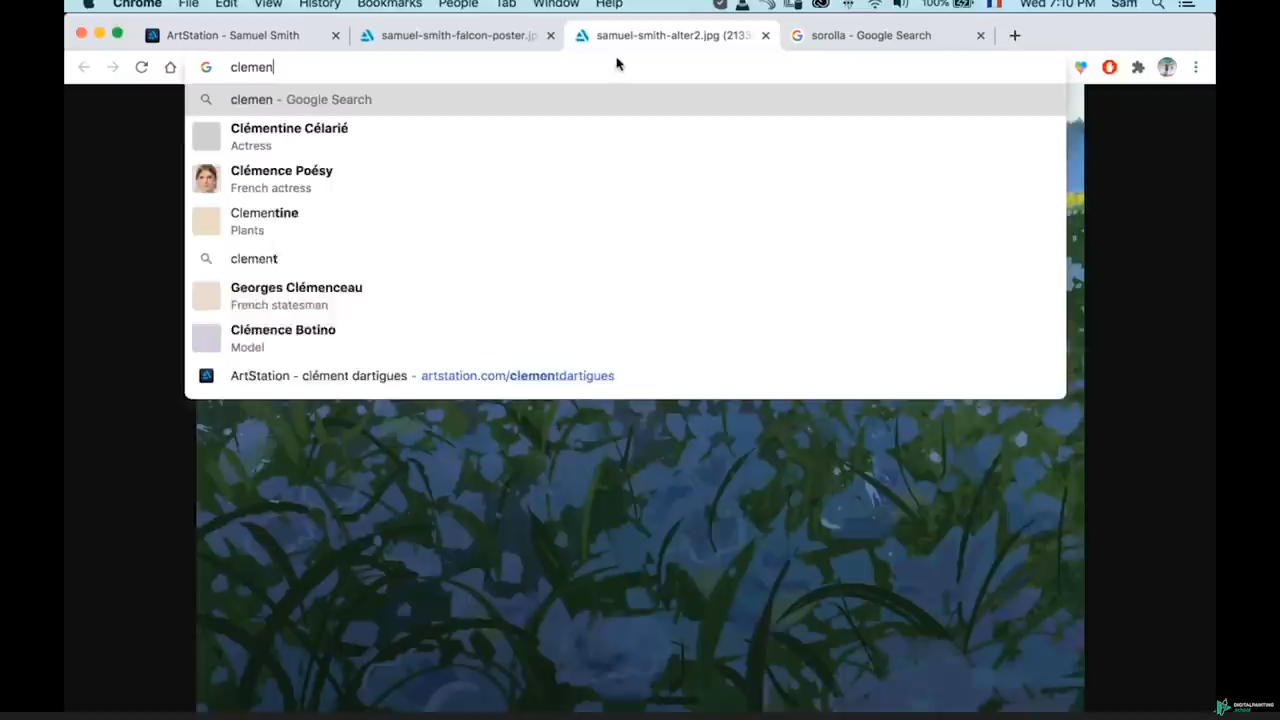 Chrome File Edit View History Bookmarks People Tab Window Help 100% Wed 7:10 PM Sam
ArtStation - Samuel Smith
samuel-smith-falcon-poster.jp
samuel-smith-alter2.jpg (2133
sorolla - Google Search
clemen
clemen - Google Search
Clémentine Célarié
Actress
Clémence Poésy
French actress
Clementine
Plants
clement
Georges Clémenceau
French statesman
Clémence Botino
Model
ArtStation - clément dartigues - artstation.com/clementdartigues
DIGITALPAINTING
.school